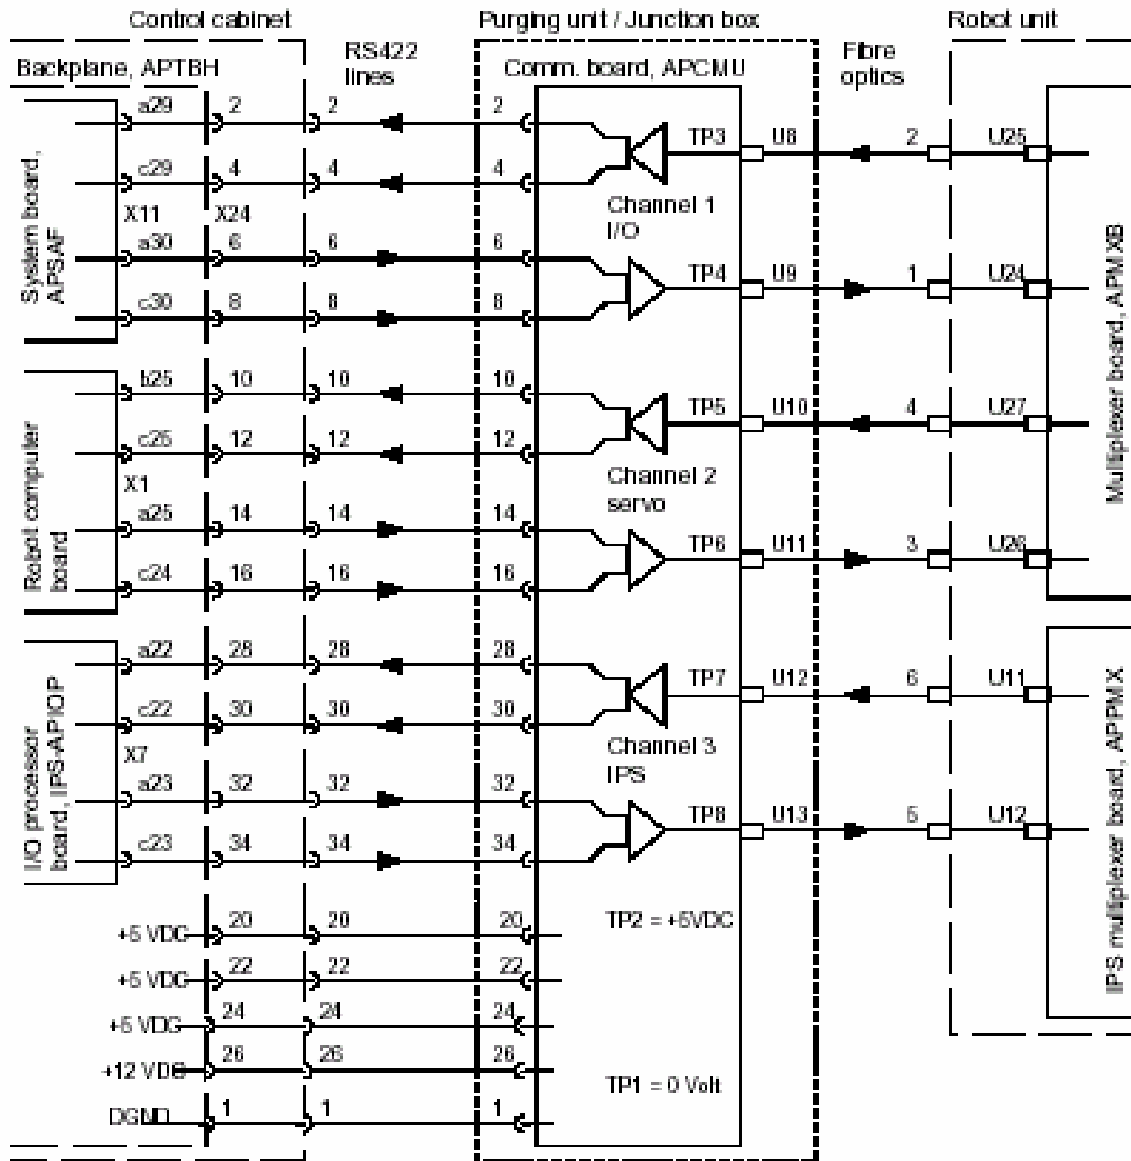 Control cabinet
Purging unit / Junction box
Robot unit
Backplane, APTBH
RS422
lines
Comm. board, APCMU
Fibre
optics
a29 2 2 2
TP3 U8 2 U25
c29 4 4 4
Channel 1
I/O
X11 X24
a30 6 6 6
TP4 U9 1 U24
c30 8 8 8
System board,
APSAF
Multiplexer board, APMXB
b25 10 10 10
TP5 U10 4 U27
c25 12 12 12
Channel 2
servo
X1
a25 14 14 14
TP6 U11 3 U26
c24 16 16 16
Robot computer
board
a22 28 28 28
TP7 U12 6 U11
c22 30 30 30
Channel 3
IPS
X7
a23 32 32 32
TP8 U13 5 U12
c23 34 34 34
I/O processor
board, IPS-APIOP
IPS multiplexer board, APPMX
+5 VDC 20 20 20
TP2 = +5VDC
+5 VDC 22 22 22
+5 VDC 24 24 24
+12 VDC 26 26 26
TP1 = 0 Volt
DGND 1 1 1